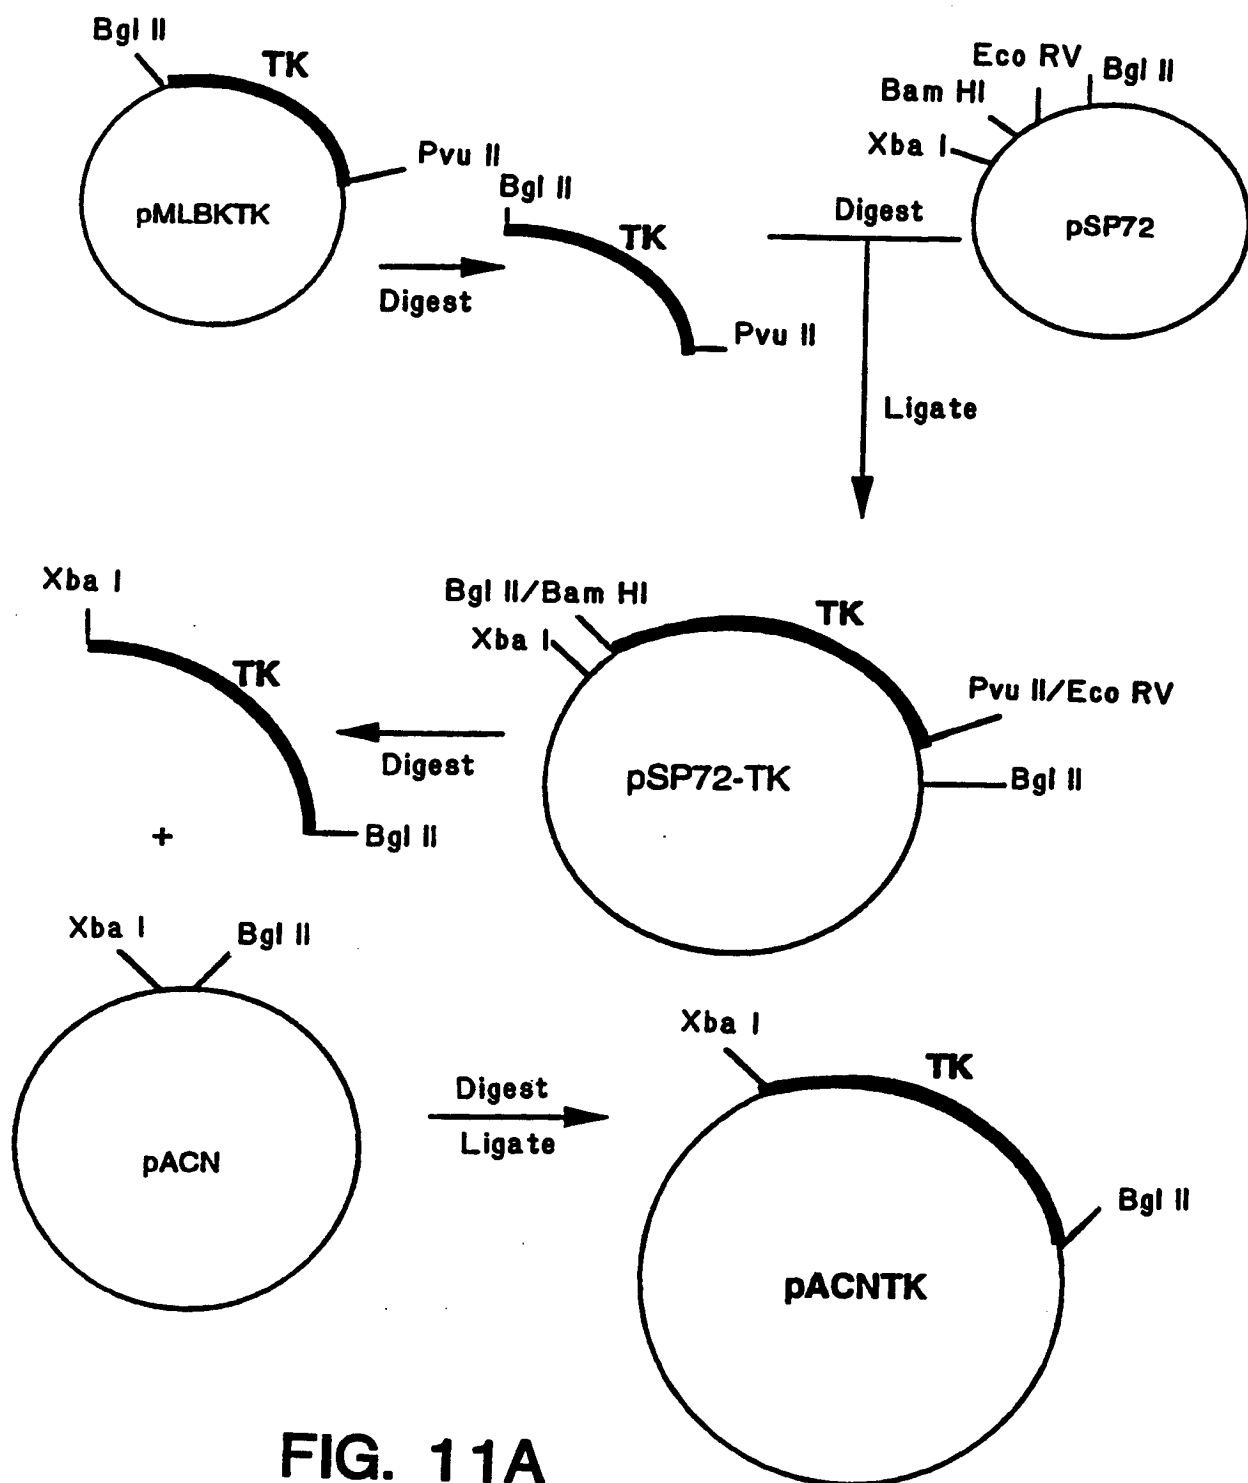 Bgl II
TK
Pvu II
pMLBKTK
Digest
Bgl II
TK
Pvu II
Digest
Ligate
Eco RV
Bgl II
Bam HI
Xba I
pSP72
Xba I
TK
Bgl II
+
Digest
Bgl II/Bam HI
Xba I
TK
Pvu II/Eco RV
Bgl II
pSP72-TK
Xba I
Bgl II
pACN
Digest
Ligate
Xba I
TK
Bgl II
pACNTK
FIG. 11A